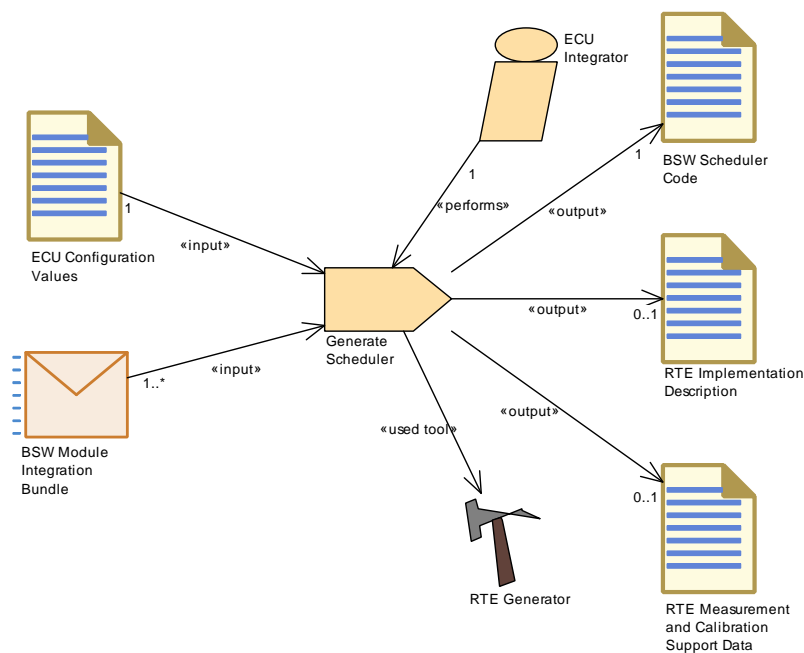 ECU
Integrator
BSW Scheduler
Code
1
1
«performs»
«output»
1
ECU Configuration
Values
«input»
Generate
Scheduler
«output»
0..1
RTE Implementation
Description
1..*
«input»
BSW Module
Integration
Bundle
«used tool»
«output»
0..1
RTE Generator
RTE Measurement
and Calibration
Support Data